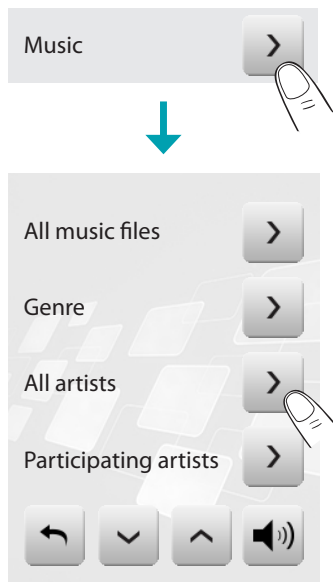 Music
All music files
Genre
All artists
Participating artists